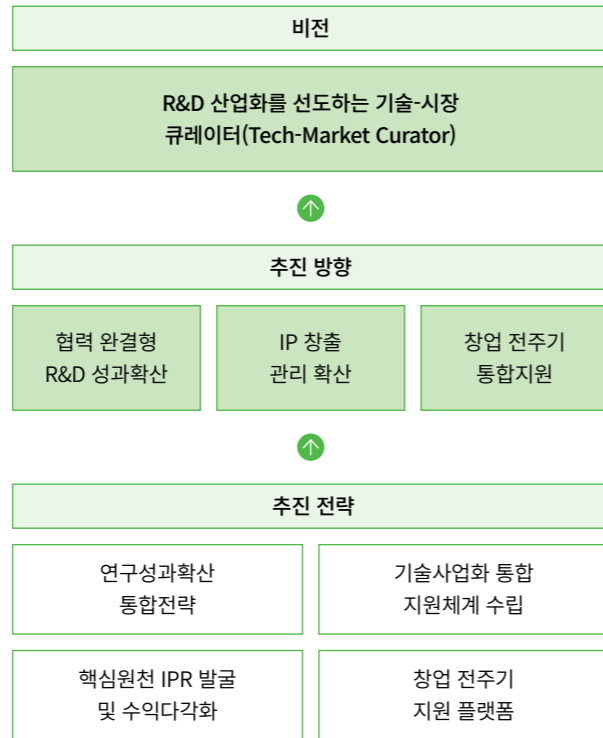 비전
R&D 산업화를 선도하는 기술-시장
큐레이터(Tech-Market Curator)
추진 방향
협력 완결형
R&D 성과확산
IP 창출
관리 확산
창업 전주기
통합지원
추진 전략
연구성과확산
통합전략
기술사업화 통합
지원체계 수립
핵심원천 IPR 발굴
및 수익다각화
창업 전주기
지원 플랫폼